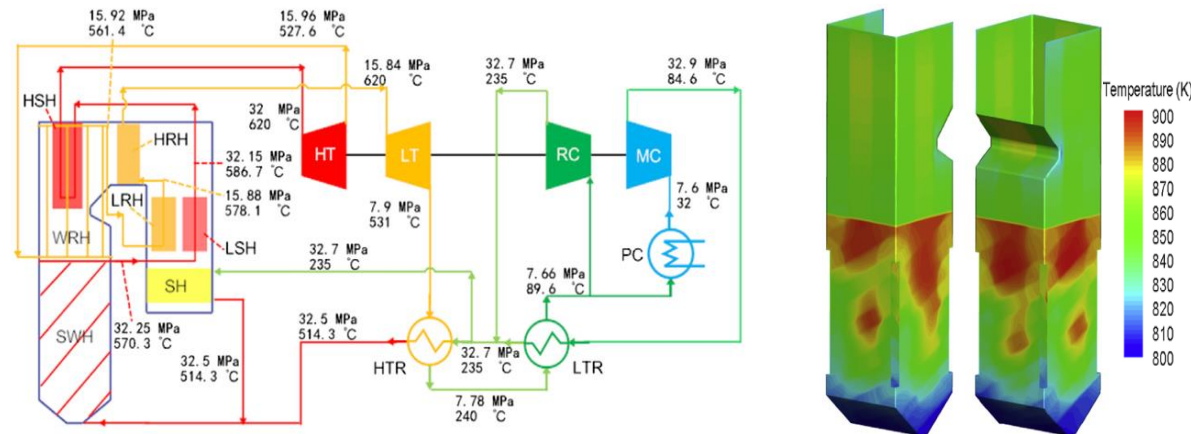 15.92 MPa
561.4 °C
15.96 MPa
527.6 °C
15.84 MPa
620 °C
32.7 MPa
235 °C
32.9 MPa
84.6 °C
HSH
HRH
32 MPa
620 °C
HT
LT
RC
MC
32.15 MPa
586.7 °C
LRH
15.88 MPa
578.1 °C
WRH
LSH
7.9 MPa
531 °C
7.6 MPa
32 °C
PC
32.7 MPa
235 °C
SH
7.66 MPa
89.6 °C
SWH
32.25 MPa
570.3 °C
32.5 MPa
514.3 °C
32.5 MPa
514.3 °C
HTR
32.7 MPa
235 °C
LTR
7.78 MPa
240 °C
Temperature (K)
900
890
880
870
860
850
840
830
820
810
800